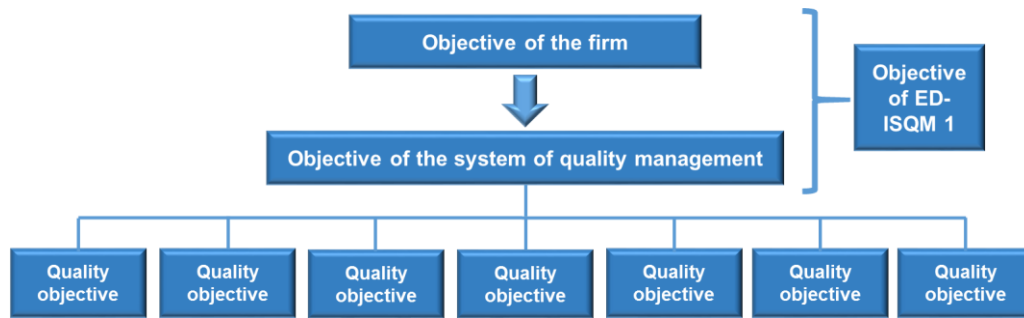 Objective of the firm
Objective
of ED-
ISQM 1
Objective of the system of quality management
Quality
objective
Quality
objective
Quality
objective
Quality
objective
Quality
objective
Quality
objective
Quality
objective